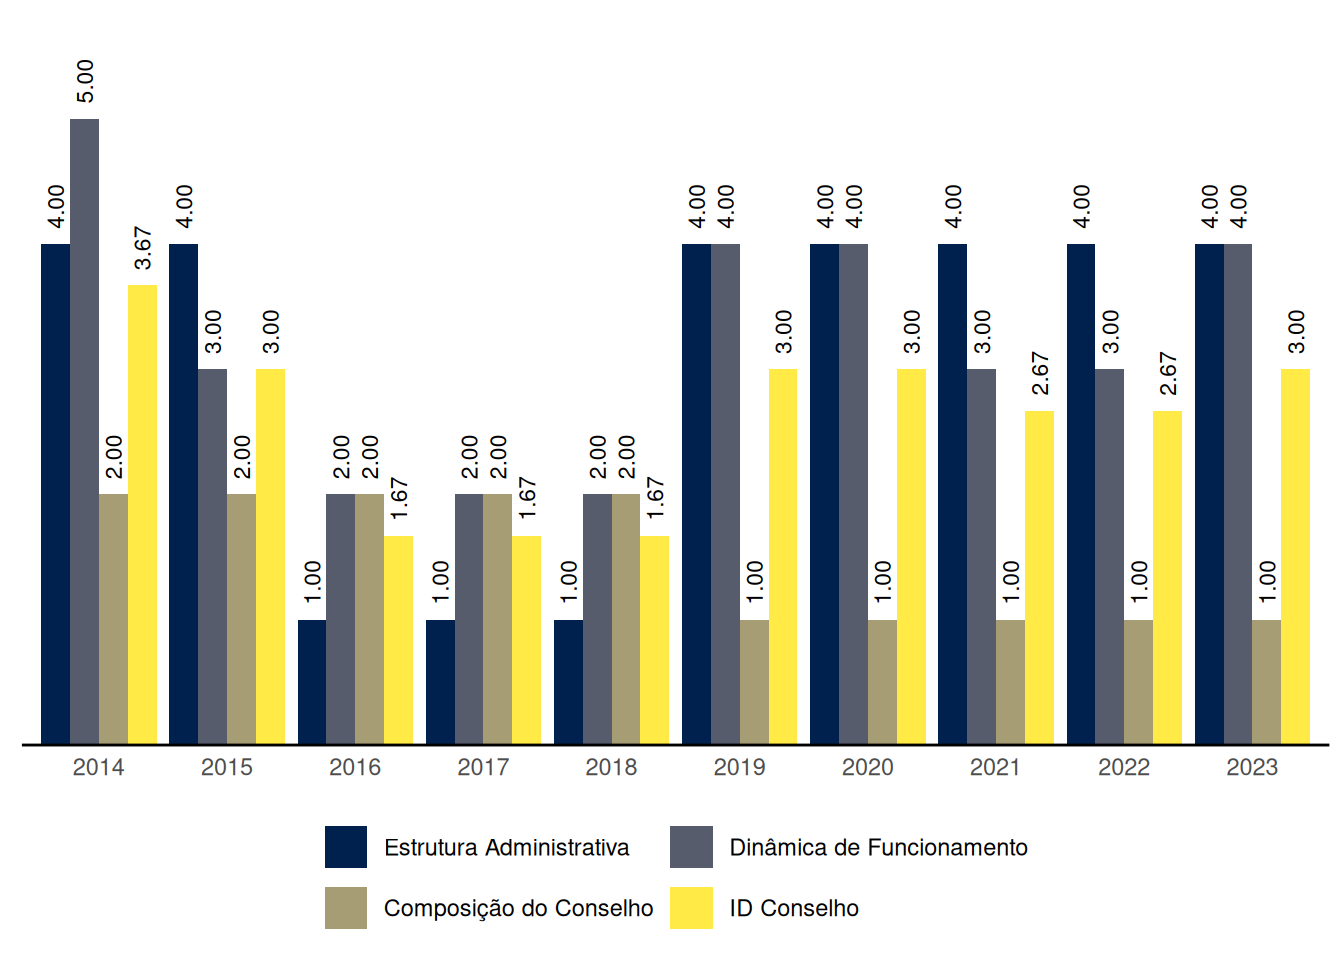 5.00
4.00 4.00 4.00 4.00 4.00 4.00 4.00 4.00 4.00 4.00
3.67
3.00 3.00 3.00 3.00 3.00 3.00 3.00
2.67 2.67
2.00 2.00 2.00 2.00 2.00 2.00 2.00 2.00
1.67 1.67 1.67
1.00 1.00 1.00 1.00 1.00 1.00 1.00 1.00
2014 2015 2016 2017 2018 2019 2020 2021 2022 2023
Estrutura Administrativa Dinâmica de Funcionamento
Composição do Conselho ID Conselho